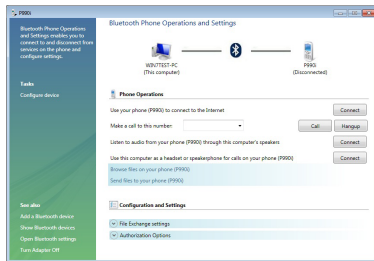 P990i
Bluetooth Phone Operations and Settings enables you to connect to and disconnect from services on the phone and configure settings.
Tasks
Configure device
See also
Add a Bluetooth device
Show Bluetooth devices
Open Bluetooth settings
Turn Adapter Off
Bluetooth Phone Operations and Settings
WIN7TEST-PC
(This computer)
P990i
(Disconnected)
Phone Operations
Use your phone (P990i) to connect to the Internet
Connect
Make a call to this number:
Call
Hangup
Listen to audio from your phone (P990i) through this computer's speakers
Connect
Use this computer as a headset or speakerphone for calls on your phone (P990i)
Connect
Browse files on your phone (P990i)
Send files to your phone (P990i)
Configuration and Settings
File Exchange settings
Authorization Options